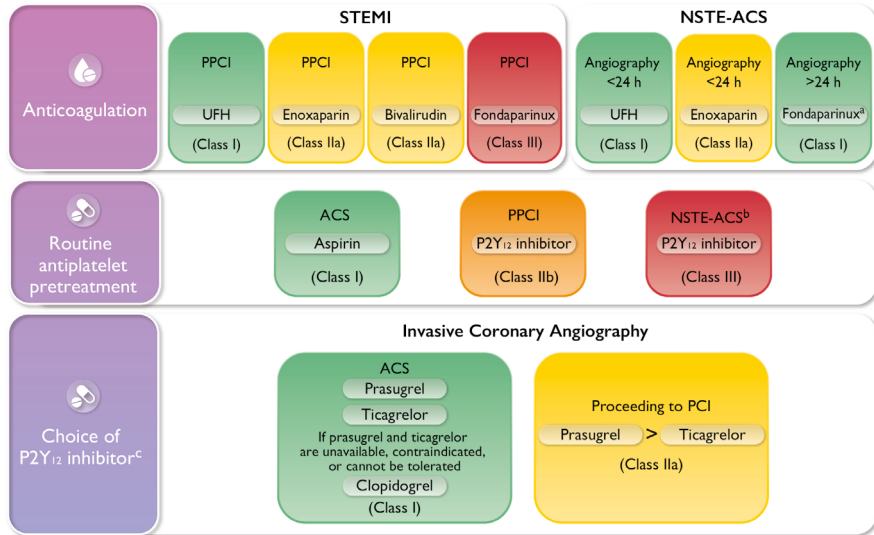 STEMI
NSTE-ACS
Anticoagulation
PPCI
UFH
(Class I)
PPCI
Enoxaparin
(Class IIa)
PPCI
Bivalirudin
(Class IIa)
PPCI
Fondaparinux
(Class III)
Angiography
<24 h
UFH
(Class I)
Angiography
<24 h
Enoxaparin
(Class IIa)
Angiography
>24 h
Fondaparinuxᵃ
(Class I)
Routine
antiplatelet
pretreatment
ACS
Aspirin
(Class I)
PPCI
P2Y₁₂ inhibitor
(Class IIb)
NSTE-ACSᵇ
P2Y₁₂ inhibitor
(Class III)
Choice of
P2Y₁₂ inhibitorᶜ
Invasive Coronary Angiography
ACS
Prasugrel
Ticagrelor
If prasugrel and ticagrelor
are unavailable, contraindicated,
or cannot be tolerated
Clopidogrel
(Class I)
Proceeding to PCI
Prasugrel > Ticagrelor
(Class IIa)